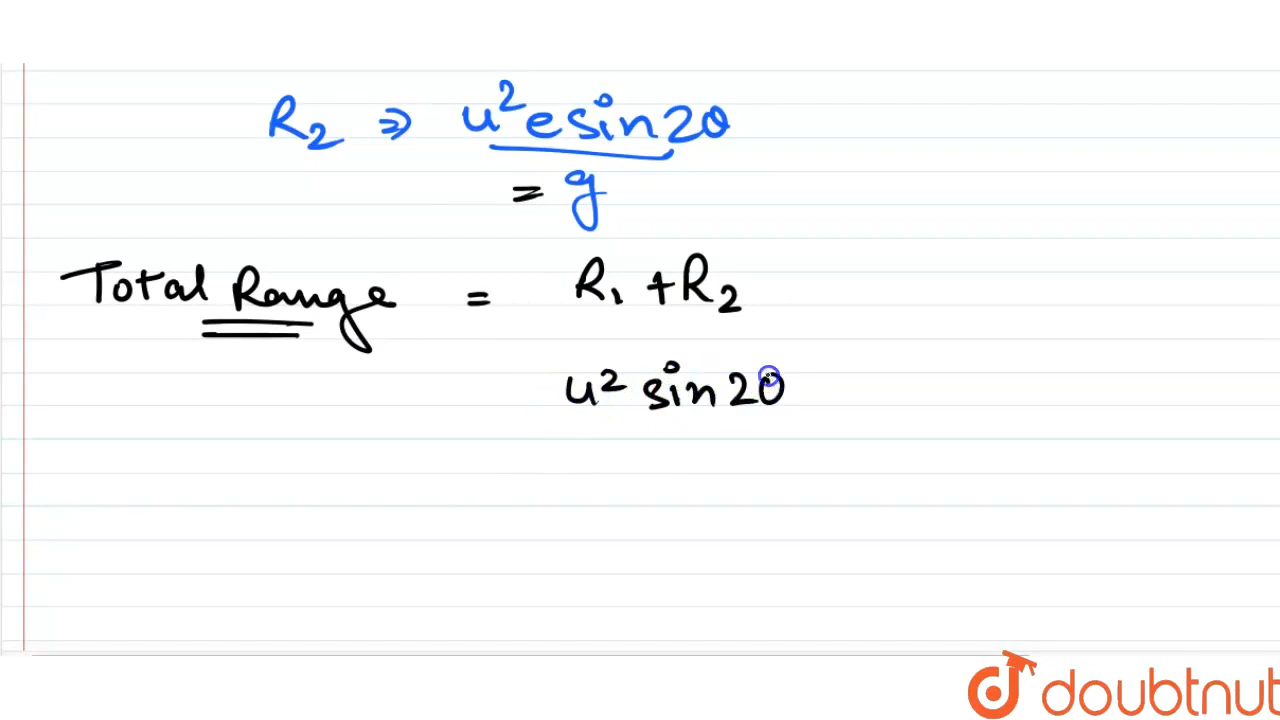 R₂ ⇒ u²e sin2θ
= g
Total Range = R₁ + R₂
u² sin2θ
doubtnut